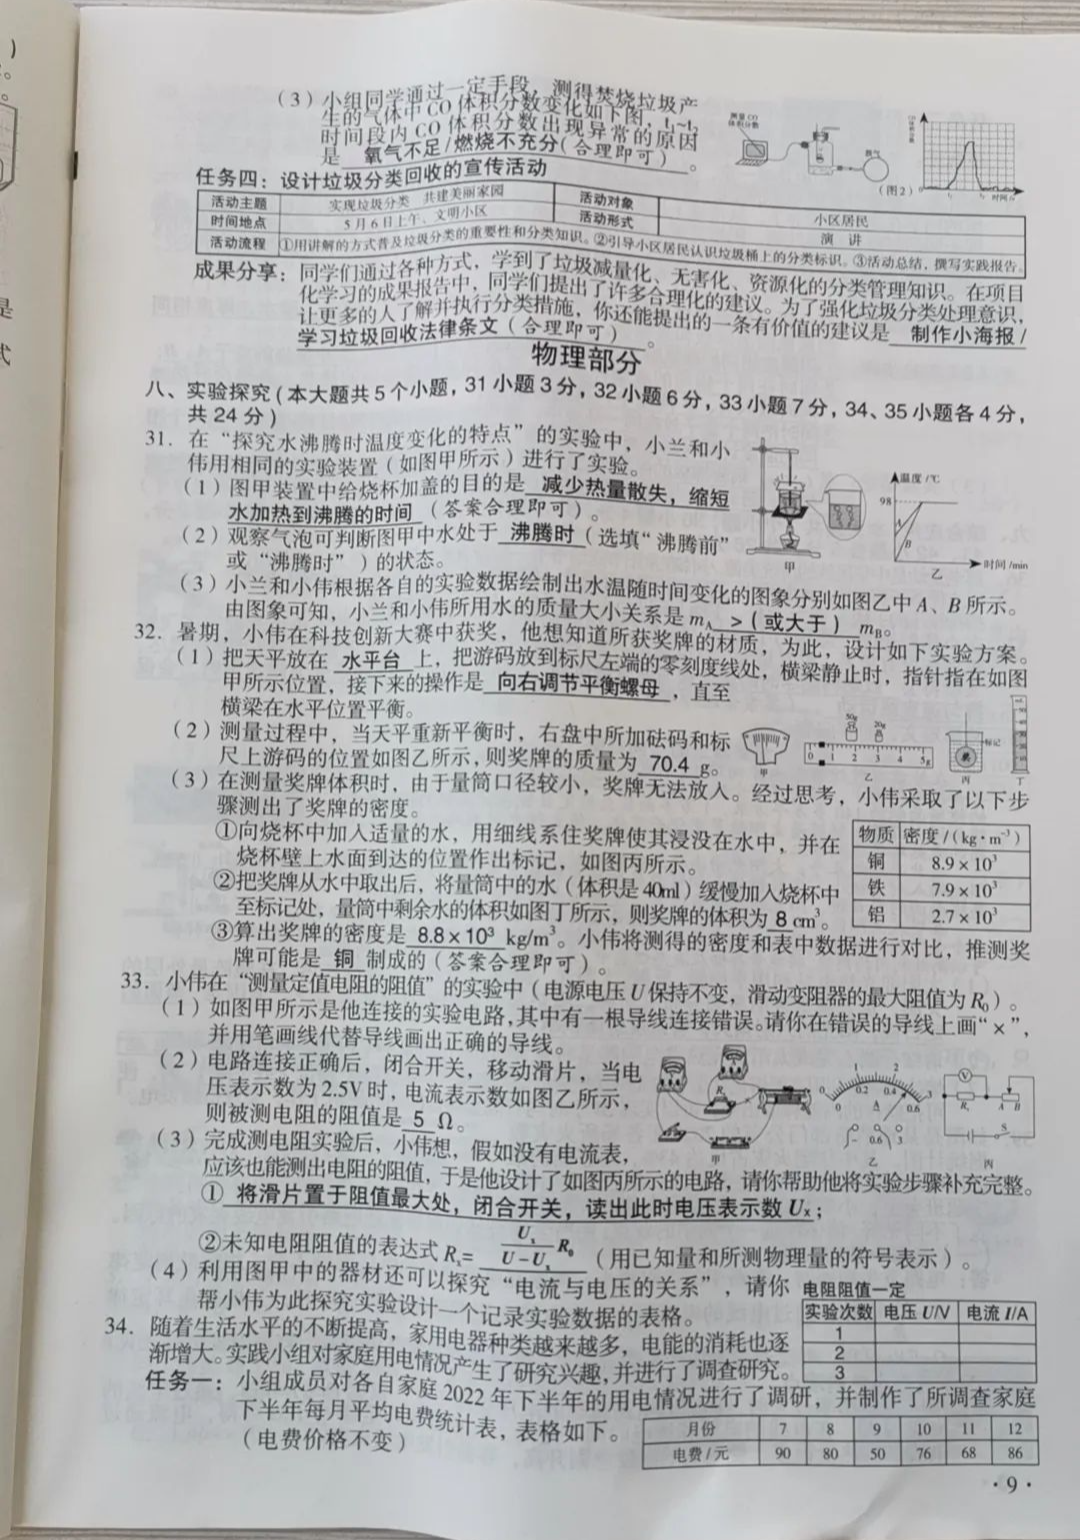 （3）小组同学通过一定手段，测得焚烧垃圾产
生的气体中CO体积分数变化如下图，t₁~t₂
时间段内CO体积分数出现异常的原因
是 氧气不足/燃烧不充分（合理即可）。
测量CO
体积分数
（图2）
任务四：设计垃圾分类回收的宣传活动
活动主题 实现垃圾分类 共建美丽家园 活动对象 小区居民
时间地点 5月6日上午、文明小区 活动形式 演 讲
活动流程 ①用讲解的方式普及垃圾分类的重要性和分类知识。②引导小区居民认识垃圾桶上的分类标识。③活动总结，撰写实践报告。
成果分享：同学们通过各种方式，学到了垃圾减量化、无害化、资源化的分类管理知识。在项目
化学习的成果报告中，同学们提出了许多合理化的建议。为了强化垃圾分类处理意识，
让更多的人了解并执行分类措施，你还能提出的一条有价值的建议是 制作小海报/
学习垃圾回收法律条文（合理即可）。
物理部分
八、实验探究（本大题共5个小题，31小题3分，32小题6分，33小题7分，34、35小题各4分，
共24分）
31. 在“探究水沸腾时温度变化的特点”的实验中，小兰和小
伟用相同的实验装置（如图甲所示）进行了实验。
（1）图甲装置中给烧杯加盖的目的是 减少热量散失，缩短
水加热到沸腾的时间 （答案合理即可）。
（2）观察气泡可判断图甲中水处于 沸腾时（选填“沸腾前”
或“沸腾时”）的状态。
温度/℃
98
A
B
时间/min
甲
乙
（3）小兰和小伟根据各自的实验数据绘制出水温随时间变化的图象分别如图乙中A、B所示。
由图象可知，小兰和小伟所用水的质量大小关系是mA >（或大于） mB。
32. 暑期，小伟在科技创新大赛中获奖，他想知道所获奖牌的材质，为此，设计如下实验方案。
（1）把天平放在 水平台 上，把游码放到标尺左端的零刻度线处，横梁静止时，指针指在如图
甲所示位置，接下来的操作是 向右调节平衡螺母 ，直至
横梁在水平位置平衡。
（2）测量过程中，当天平重新平衡时，右盘中所加砝码和标
尺上游码的位置如图乙所示，则奖牌的质量为 70.4 g。
50g 20g
0 1 2 3 4 5g
标记
甲 乙 丙 丁
（3）在测量奖牌体积时，由于量筒口径较小，奖牌无法放入。经过思考，小伟采取了以下步
骤测出了奖牌的密度。
①向烧杯中加入适量的水，用细线系住奖牌使其浸没在水中，并在
烧杯壁上水面到达的位置作出标记，如图丙所示。
②把奖牌从水中取出后，将量筒中的水（体积是40ml）缓慢加入烧杯中
至标记处，量筒中剩余水的体积如图丁所示，则奖牌的体积为 8 cm³。
③算出奖牌的密度是 8.8×10³ kg/m³。小伟将测得的密度和表中数据进行对比，推测奖
牌可能是 铜 制成的（答案合理即可）。
物质 密度/(kg·m⁻³)
铜 8.9×10³
铁 7.9×10³
铝 2.7×10³
33. 小伟在“测量定值电阻的阻值”的实验中（电源电压U保持不变，滑动变阻器的最大阻值为R₀）。
（1）如图甲所示是他连接的实验电路，其中有一根导线连接错误。请你在错误的导线上画“×”，
并用笔画线代替导线画出正确的导线。
（2）电路连接正确后，闭合开关，移动滑片，当电
压表示数为2.5V时，电流表示数如图乙所示，
则被测电阻的阻值是 5 Ω。
（3）完成测电阻实验后，小伟想，假如没有电流表，
甲 乙 丙
应该也能测出电阻的阻值，于是他设计了如图丙所示的电路，请你帮助他将实验步骤补充完整。
① 将滑片置于阻值最大处，闭合开关，读出此时电压表示数Ux；
②未知电阻阻值的表达式Rx= Ux/(U-Ux) R₀ （用已知量和所测物理量的符号表示）。
（4）利用图甲中的器材还可以探究“电流与电压的关系”，请你
帮小伟为此探究实验设计一个记录实验数据的表格。
电阻阻值一定
实验次数 电压U/V 电流I/A
1
2
3
34. 随着生活水平的不断提高，家用电器种类越来越多，电能的消耗也逐
渐增大。实践小组对家庭用电情况产生了研究兴趣，并进行了调查研究。
任务一：小组成员对各自家庭2022年下半年的用电情况进行了调研，并制作了所调查家庭
下半年每月平均电费统计表，表格如下。
（电费价格不变）
月份 7 8 9 10 11 12
电费/元 90 80 50 76 68 86
·9·